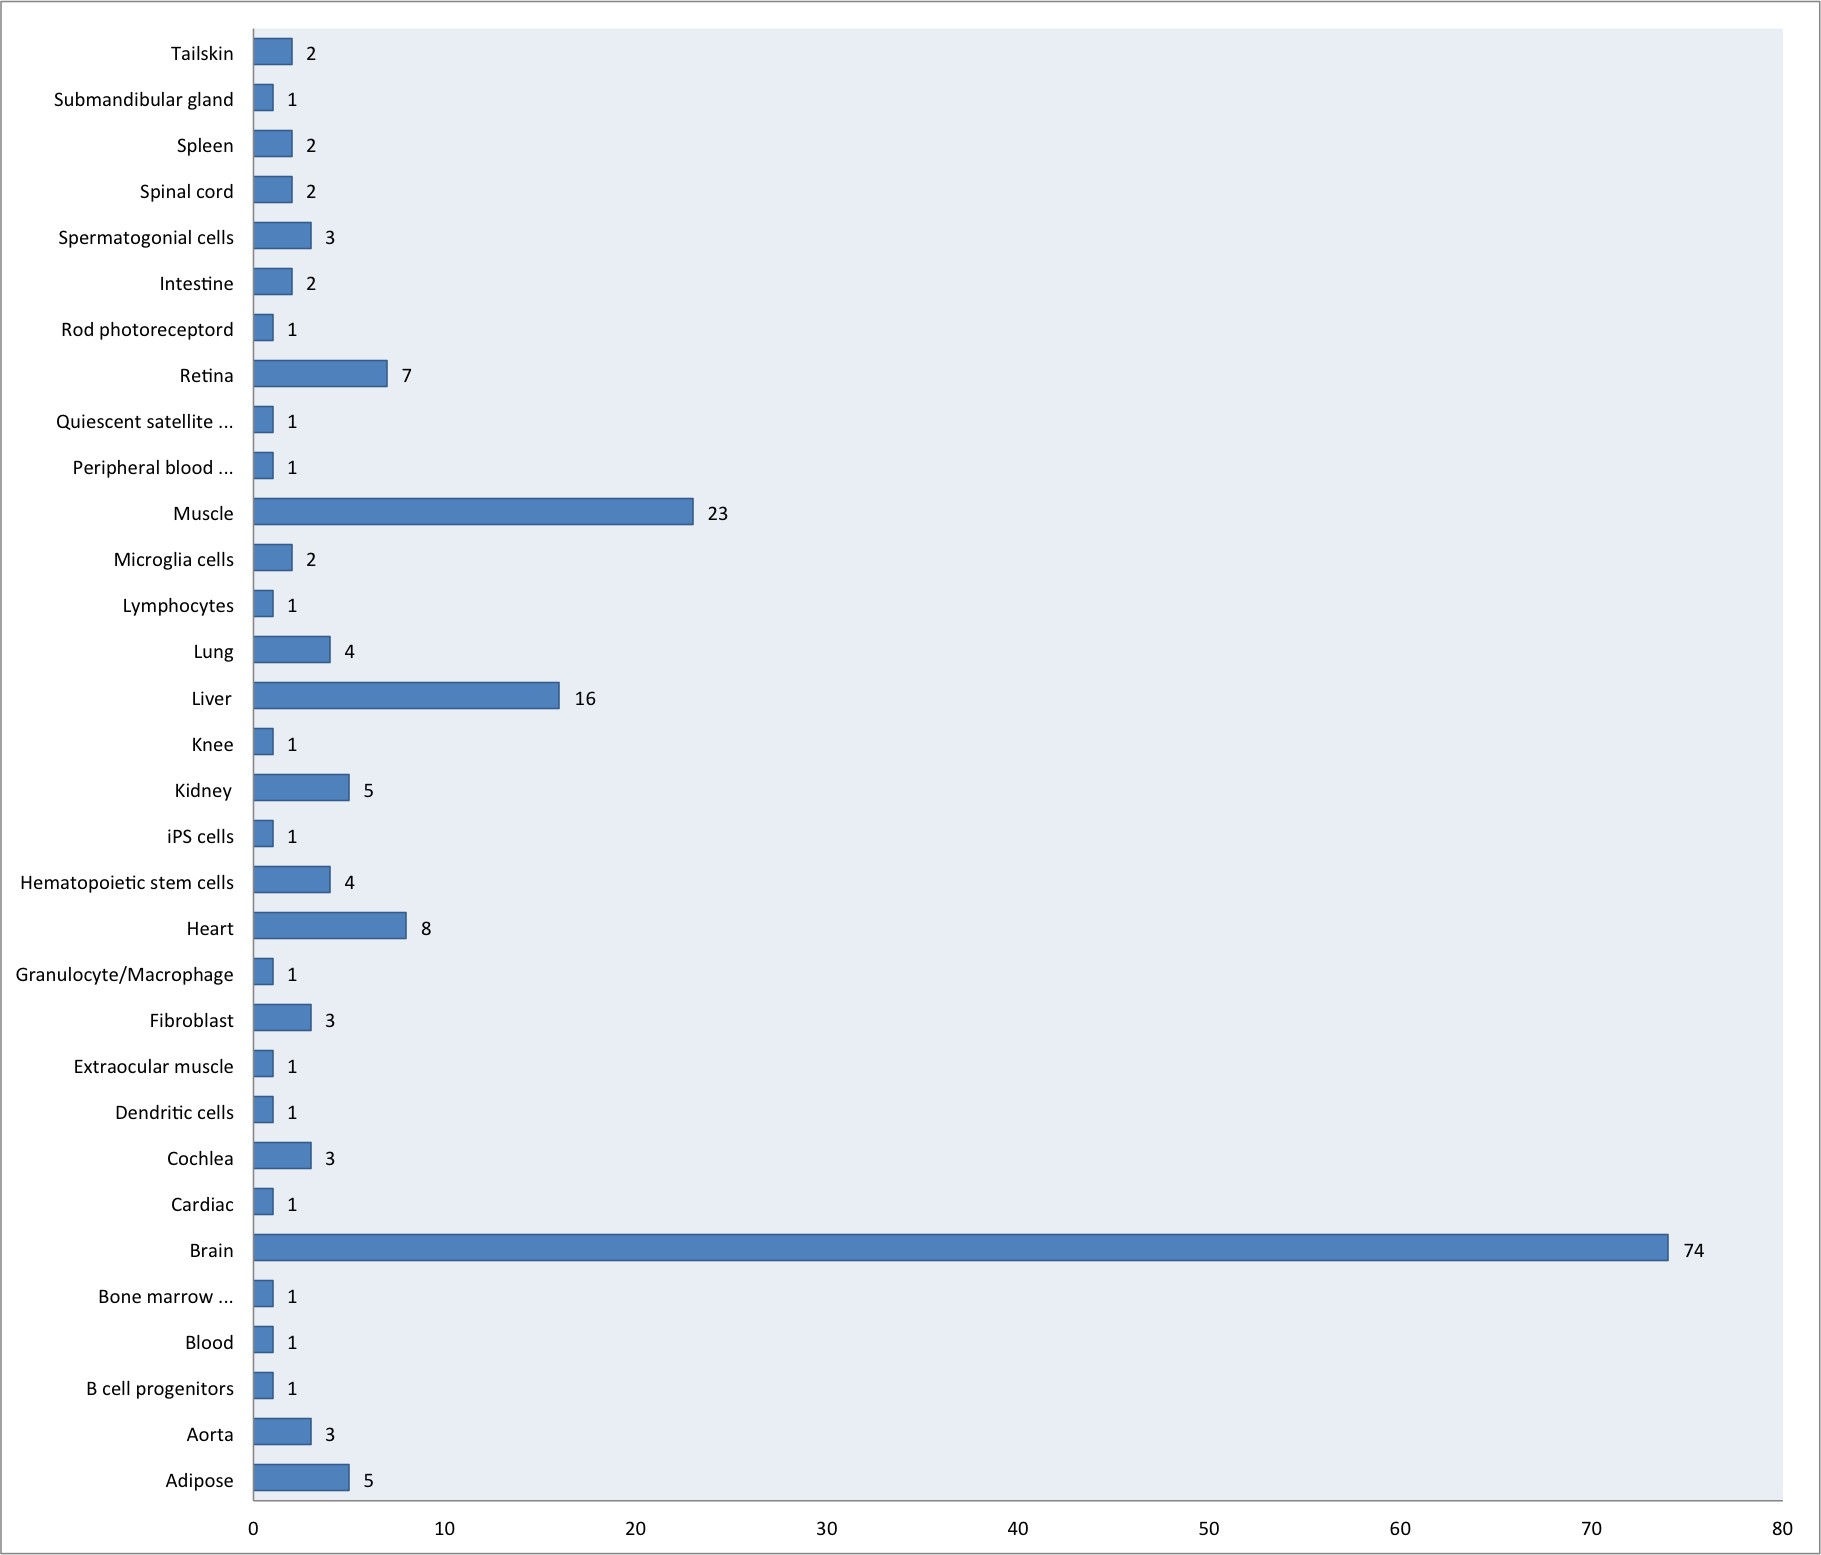 Tailskin 2
Submandibular gland 1
Spleen 2
Spinal cord 2
Spermatogonial cells 3
Intestine 2
Rod photoreceptord 1
Retina 7
Quiescent satellite ... 1
Peripheral blood ... 1
Muscle 23
Microglia cells 2
Lymphocytes 1
Lung 4
Liver 16
Knee 1
Kidney 5
iPS cells 1
Hematopoietic stem cells 4
Heart 8
Granulocyte/Macrophage 1
Fibroblast 3
Extraocular muscle 1
Dendritic cells 1
Cochlea 3
Cardiac 1
Brain 74
Bone marrow ... 1
Blood 1
B cell progenitors 1
Aorta 3
Adipose 5
0 10 20 30 40 50 60 70 80